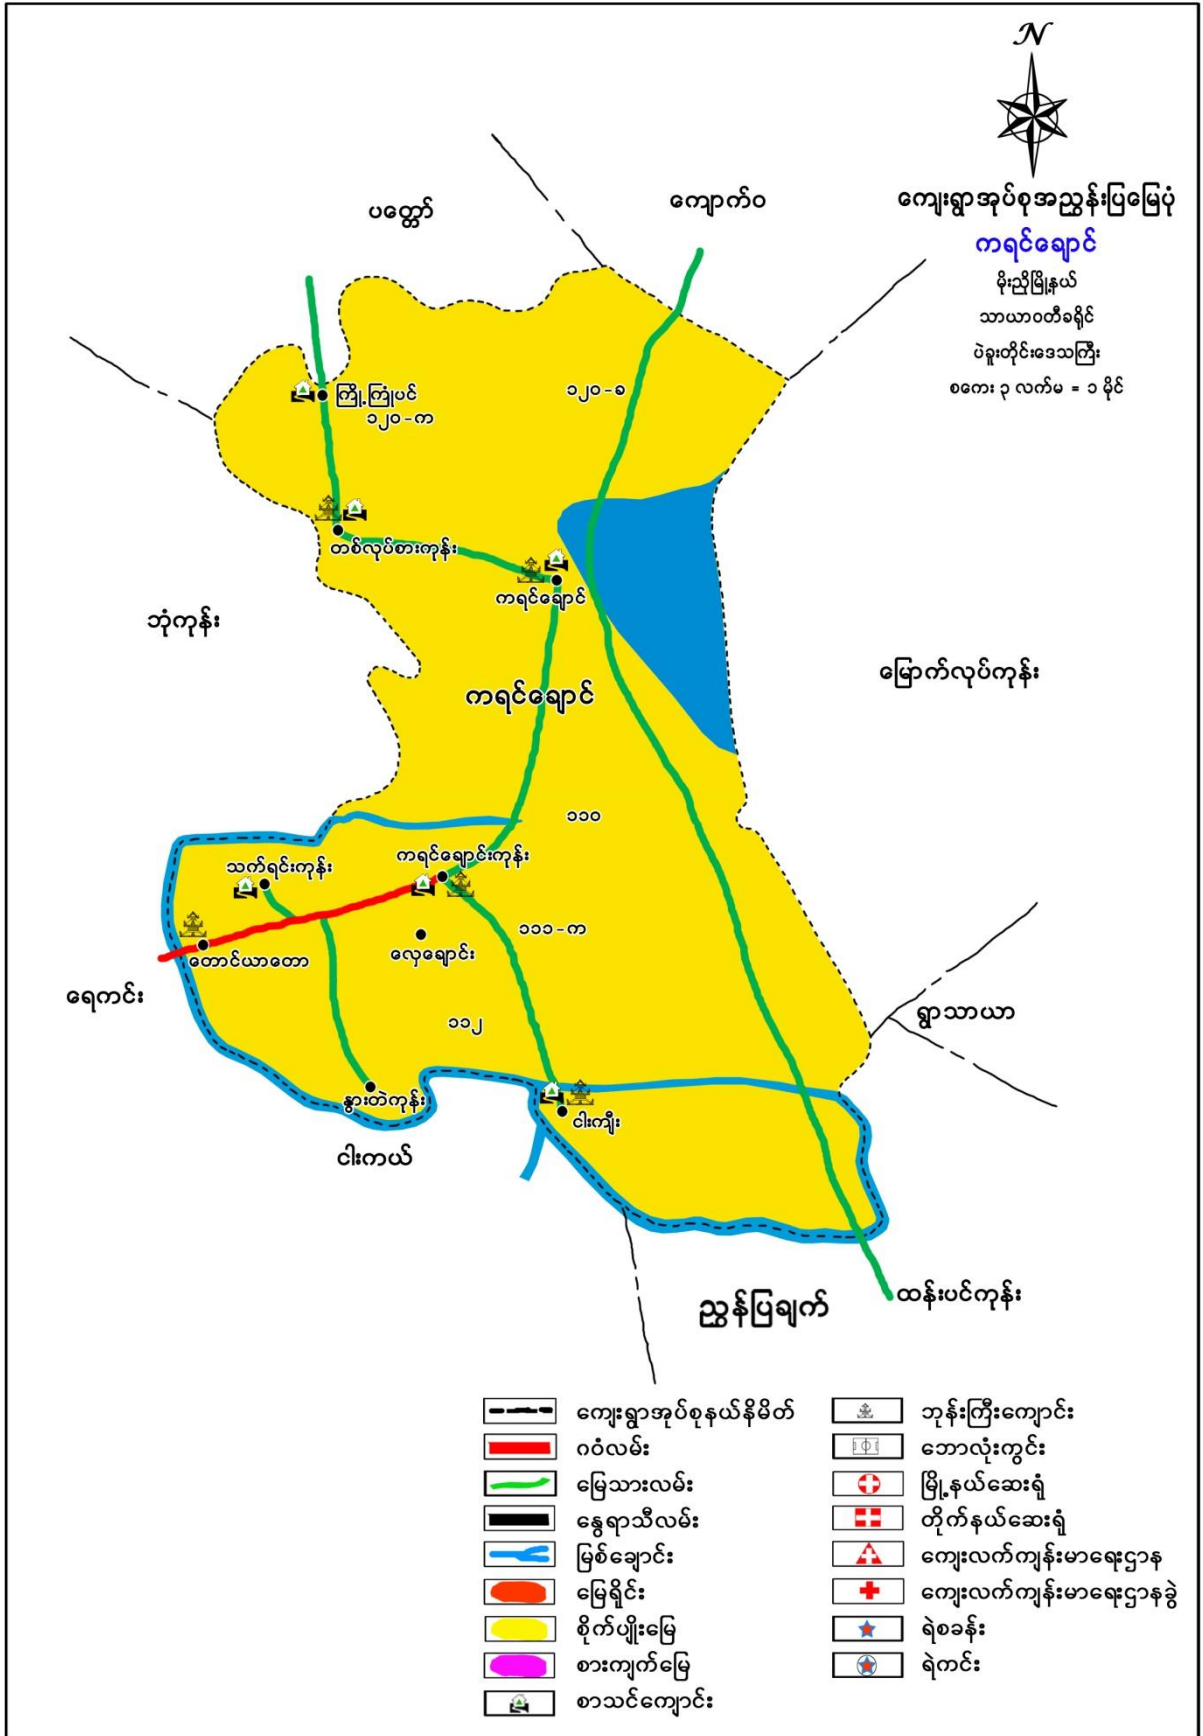 N
ကျေးရွာအုပ်စုအညွှန်းပြမြေပုံ
ကရင်ချောင်
မိုးညိုမြို့နယ်
သာယာဝတီခရိုင်
ပဲခူးတိုင်းဒေသကြီး
စကေး ၃ လက်မ = ၁ မိုင်
ပတ္တော်
ကျောက်ဝ
ကြို့ကြုံပင်
၁၂၀-က
၁၂၀-ခ
တစ်လုပ်စားကုန်း
ကရင်ချောင်
ဘုံကုန်း
မြောက်လုပ်ကုန်း
ကရင်ချောင်
၁၁၀
သက်ရင်းကုန်း
ကရင်ချောင်းကုန်း
၁၁၁-က
တောင်ယာတော
လှေချောင်း
ရေကင်း
ရွာသာယာ
၁၁၂
နွားတဲကုန်း
ငါးကျီး
ငါးကယ်
ညွှန်ပြချက်
ထန်းပင်ကုန်း
ကျေးရွာအုပ်စုနယ်နိမိတ်
ဂဝံလမ်း
မြေသားလမ်း
နွေရာသီလမ်း
မြစ်ချောင်း
မြေရိုင်း
စိုက်ပျိုးမြေ
စားကျက်မြေ
စာသင်ကျောင်း
ဘုန်းကြီးကျောင်း
ဘောလုံးကွင်း
မြို့နယ်ဆေးရုံ
တိုက်နယ်ဆေးရုံ
ကျေးလက်ကျန်းမာရေးဌာန
ကျေးလက်ကျန်းမာရေးဌာနခွဲ
ရဲစခန်း
ရဲကင်း